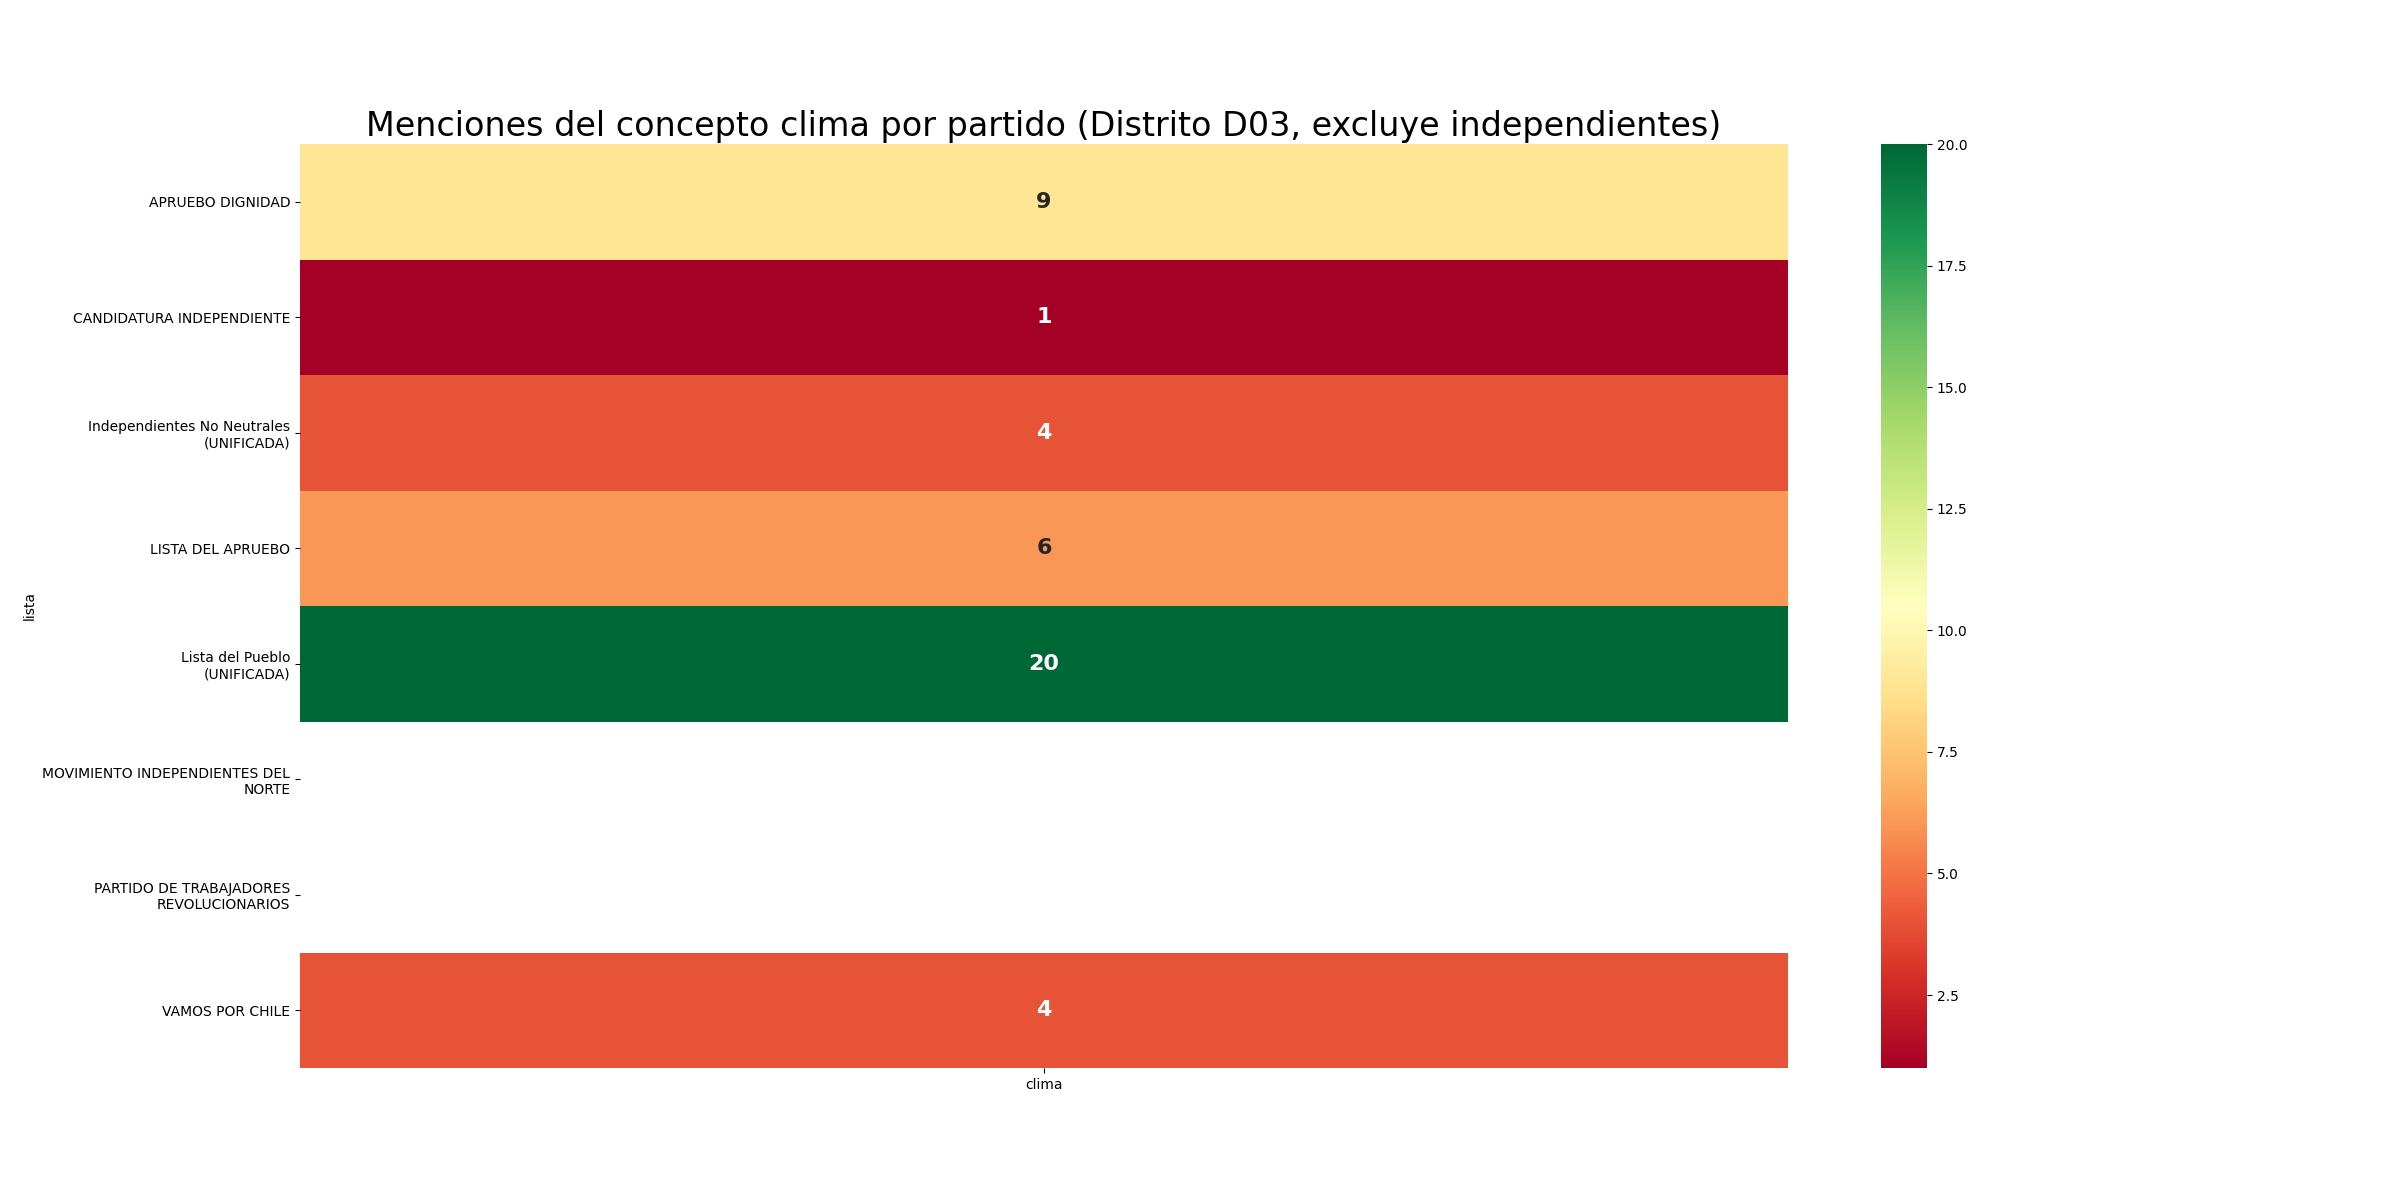 Menciones del concepto clima por partido (Distrito D03, excluye independientes)
lista
APRUEBO DIGNIDAD
9
CANDIDATURA INDEPENDIENTE
1
Independientes No Neutrales
(UNIFICADA)
4
LISTA DEL APRUEBO
6
Lista del Pueblo
(UNIFICADA)
20
MOVIMIENTO INDEPENDIENTES DEL
NORTE
PARTIDO DE TRABAJADORES
REVOLUCIONARIOS
VAMOS POR CHILE
4
clima
20.0
17.5
15.0
12.5
10.0
7.5
5.0
2.5